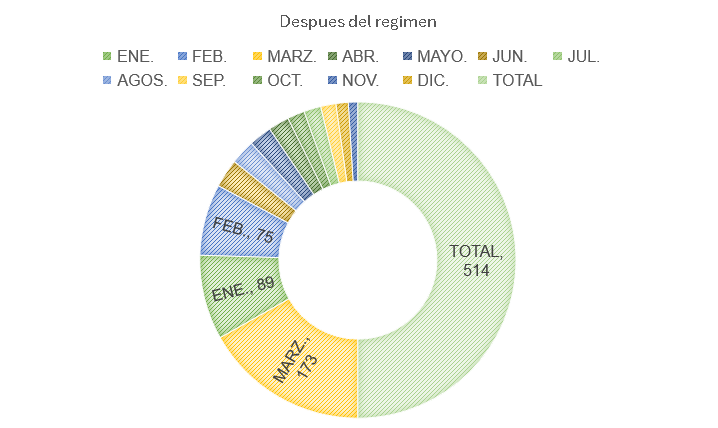 Despues del regimen
ENE. FEB. MARZ. ABR. MAYO. JUN. JUL.
AGOS. SEP. OCT. NOV. DIC. TOTAL
FEB., 75
TOTAL,
514
ENE., 89
MARZ.,
173